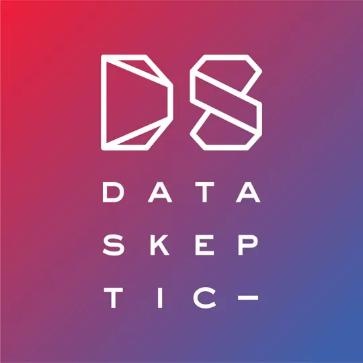 DS
DATA
SKEP
TIC–